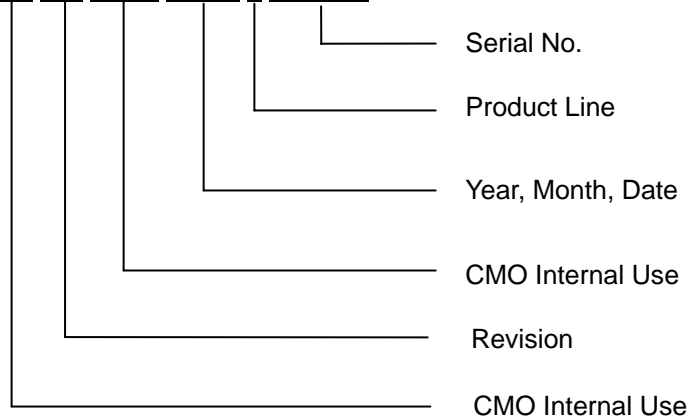 Serial No.
Product Line
Year, Month, Date
CMO Internal Use
Revision
CMO Internal Use